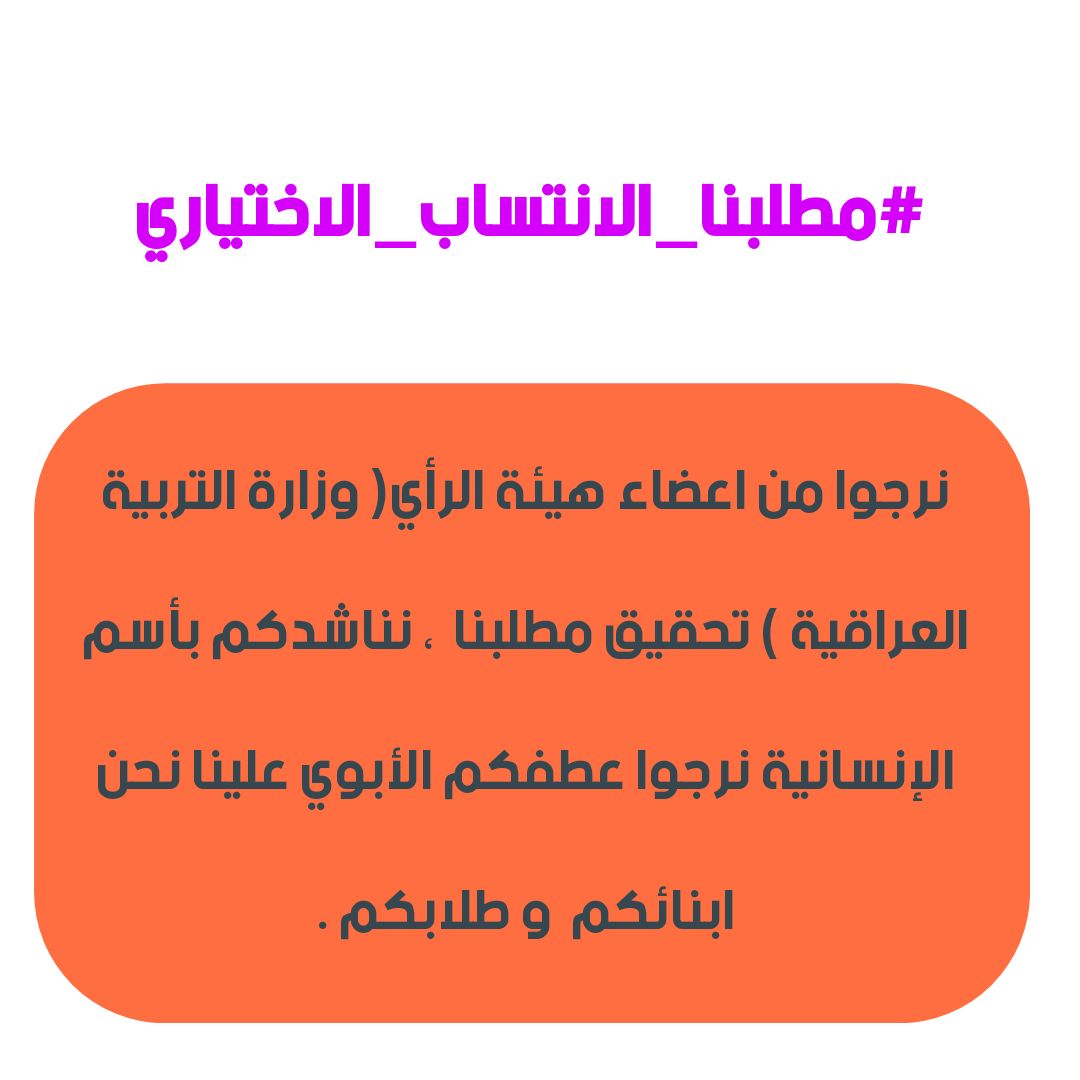 #مطلبنا_الانتساب_الاختياري
نرجوا من اعضاء هيئة الرأي( وزارة التربية
العراقية ) تحقيق مطلبنا ، نناشدكم بأسم
الإنسانية نرجوا عطفكم الأبوي علينا نحن
ابنائكم و طلابكم .